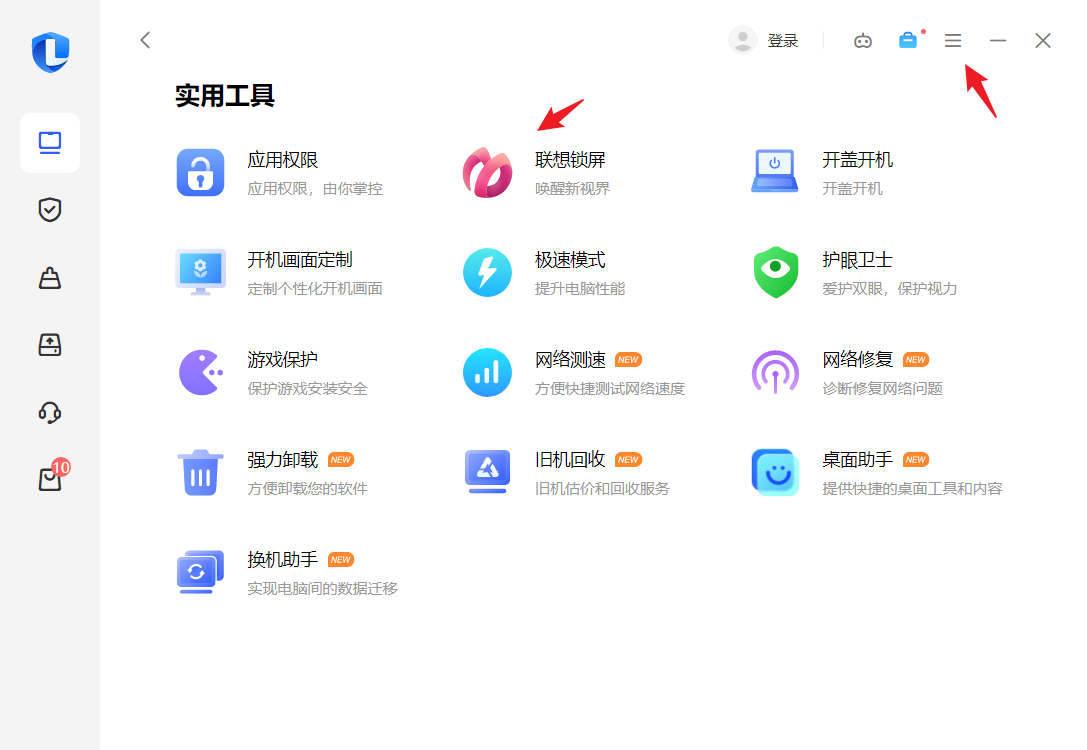 登录
实用工具
应用权限
应用权限，由你掌控
联想锁屏
唤醒新视界
开盖开机
开盖开机
开机画面定制
定制个性化开机画面
极速模式
提升电脑性能
护眼卫士
爱护双眼，保护视力
游戏保护
保护游戏安装安全
网络测速 NEW
方便快捷测试网络速度
网络修复 NEW
诊断修复网络问题
强力卸载 NEW
方便卸载您的软件
旧机回收 NEW
旧机估价和回收服务
桌面助手 NEW
提供快捷的桌面工具和内容
换机助手 NEW
实现电脑间的数据迁移
10